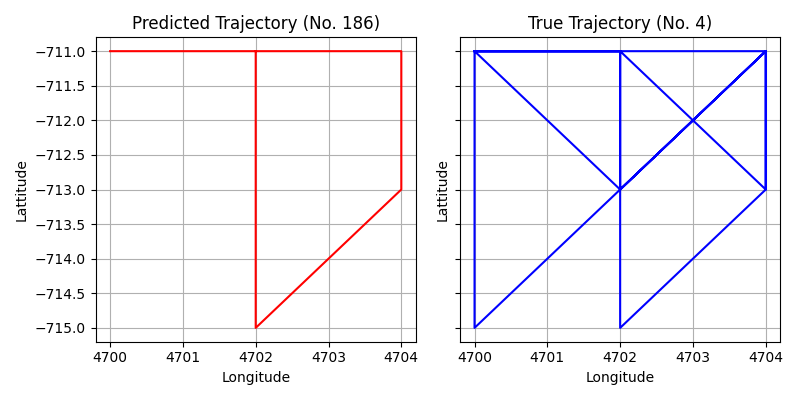 Predicted Trajectory (No. 186)
True Trajectory (No. 4)
−711.0
−711.5
−712.0
−712.5
−713.0
−713.5
−714.0
−714.5
−715.0
Lattitude
Lattitude
4700 4701 4702 4703 4704
4700 4701 4702 4703 4704
Longitude
Longitude